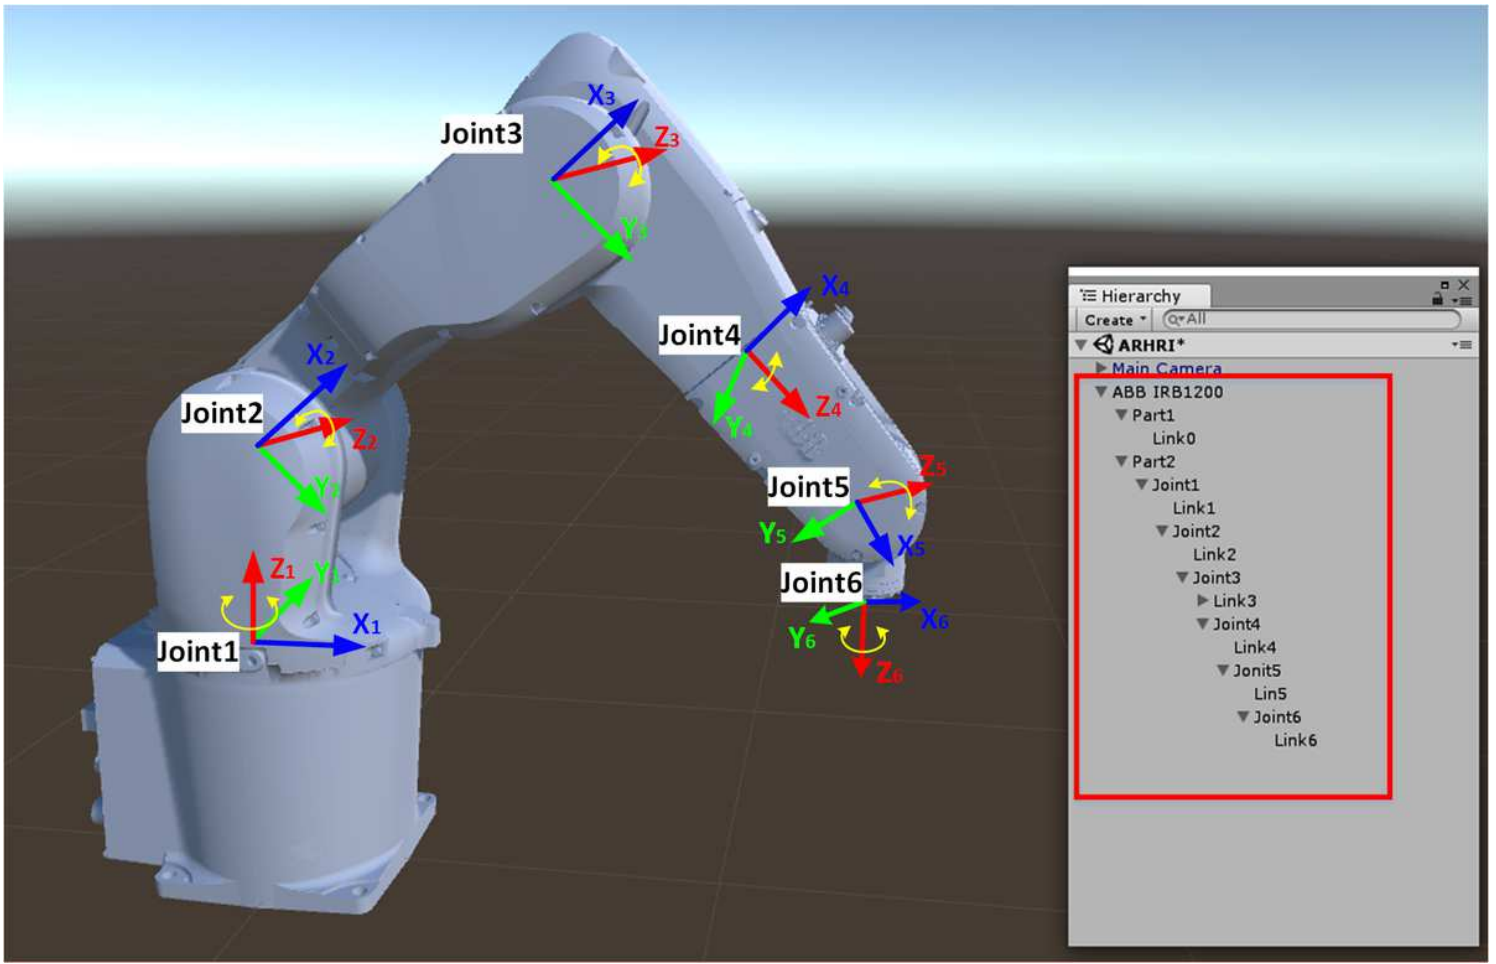 Joint3
X3
Z3
Y3
Joint4
X4
Z4
Y4
Joint2
X2
Z2
Y2
Joint5
Z5
Y5
X5
Joint1
Z1
X1
Joint6
X6
Y6
Z6
Hierarchy
Create
All
ARHRI*
Main Camera
ABB IRB1200
Part1
Link0
Part2
Joint1
Link1
Joint2
Link2
Joint3
Link3
Joint4
Link4
Jonit5
Lin5
Joint6
Link6